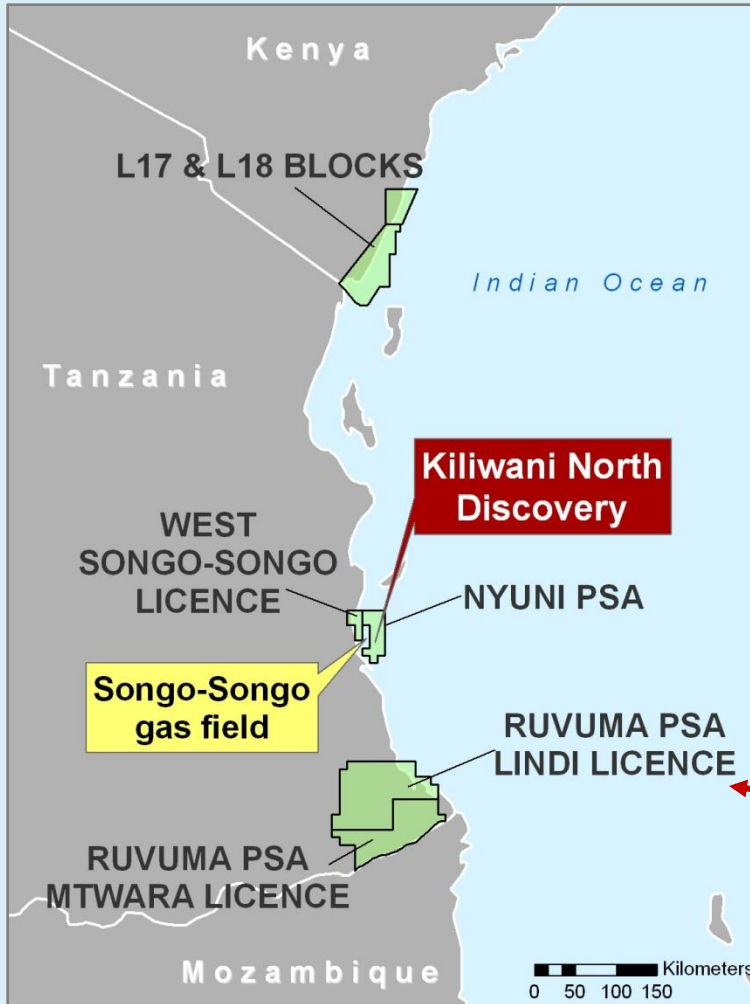 Kenya
L17 & L18 BLOCKS
Indian Ocean
Tanzania
Kiliwani North
Discovery
WEST
SONGO-SONGO
LICENCE
NYUNI PSA
Songo-Songo
gas field
RUVUMA PSA
LINDI LICENCE
RUVUMA PSA
MTWARA LICENCE
Mozambique
Kilometers
0 50 100 150